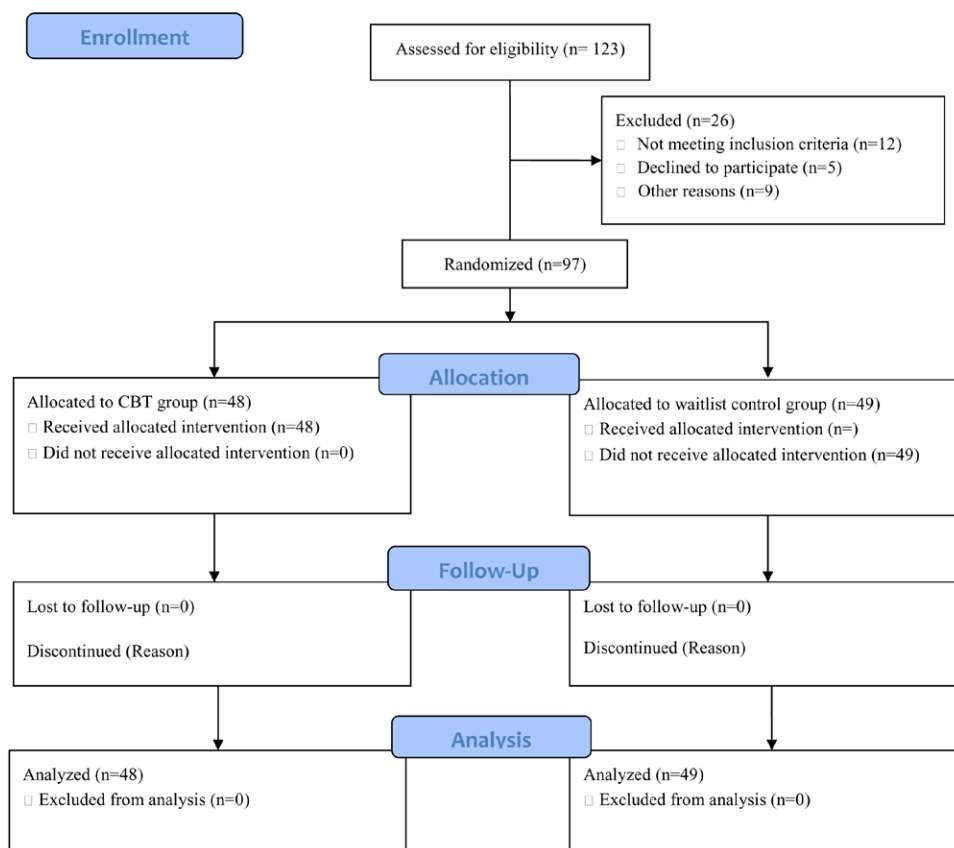 Enrollment
Assessed for eligibility (n= 123)
Excluded (n=26)
□ Not meeting inclusion criteria (n=12)
□ Declined to participate (n=5)
□ Other reasons (n=9)
Randomized (n=97)
Allocation
Allocated to CBT group (n=48)
□ Received allocated intervention (n=48)
□ Did not receive allocated intervention (n=0)
Allocated to waitlist control group (n=49)
□ Received allocated intervention (n=)
□ Did not receive allocated intervention (n=49)
Follow-Up
Lost to follow-up (n=0)
Discontinued (Reason)
Lost to follow-up (n=0)
Discontinued (Reason)
Analysis
Analyzed (n=48)
□ Excluded from analysis (n=0)
Analyzed (n=49)
□ Excluded from analysis (n=0)